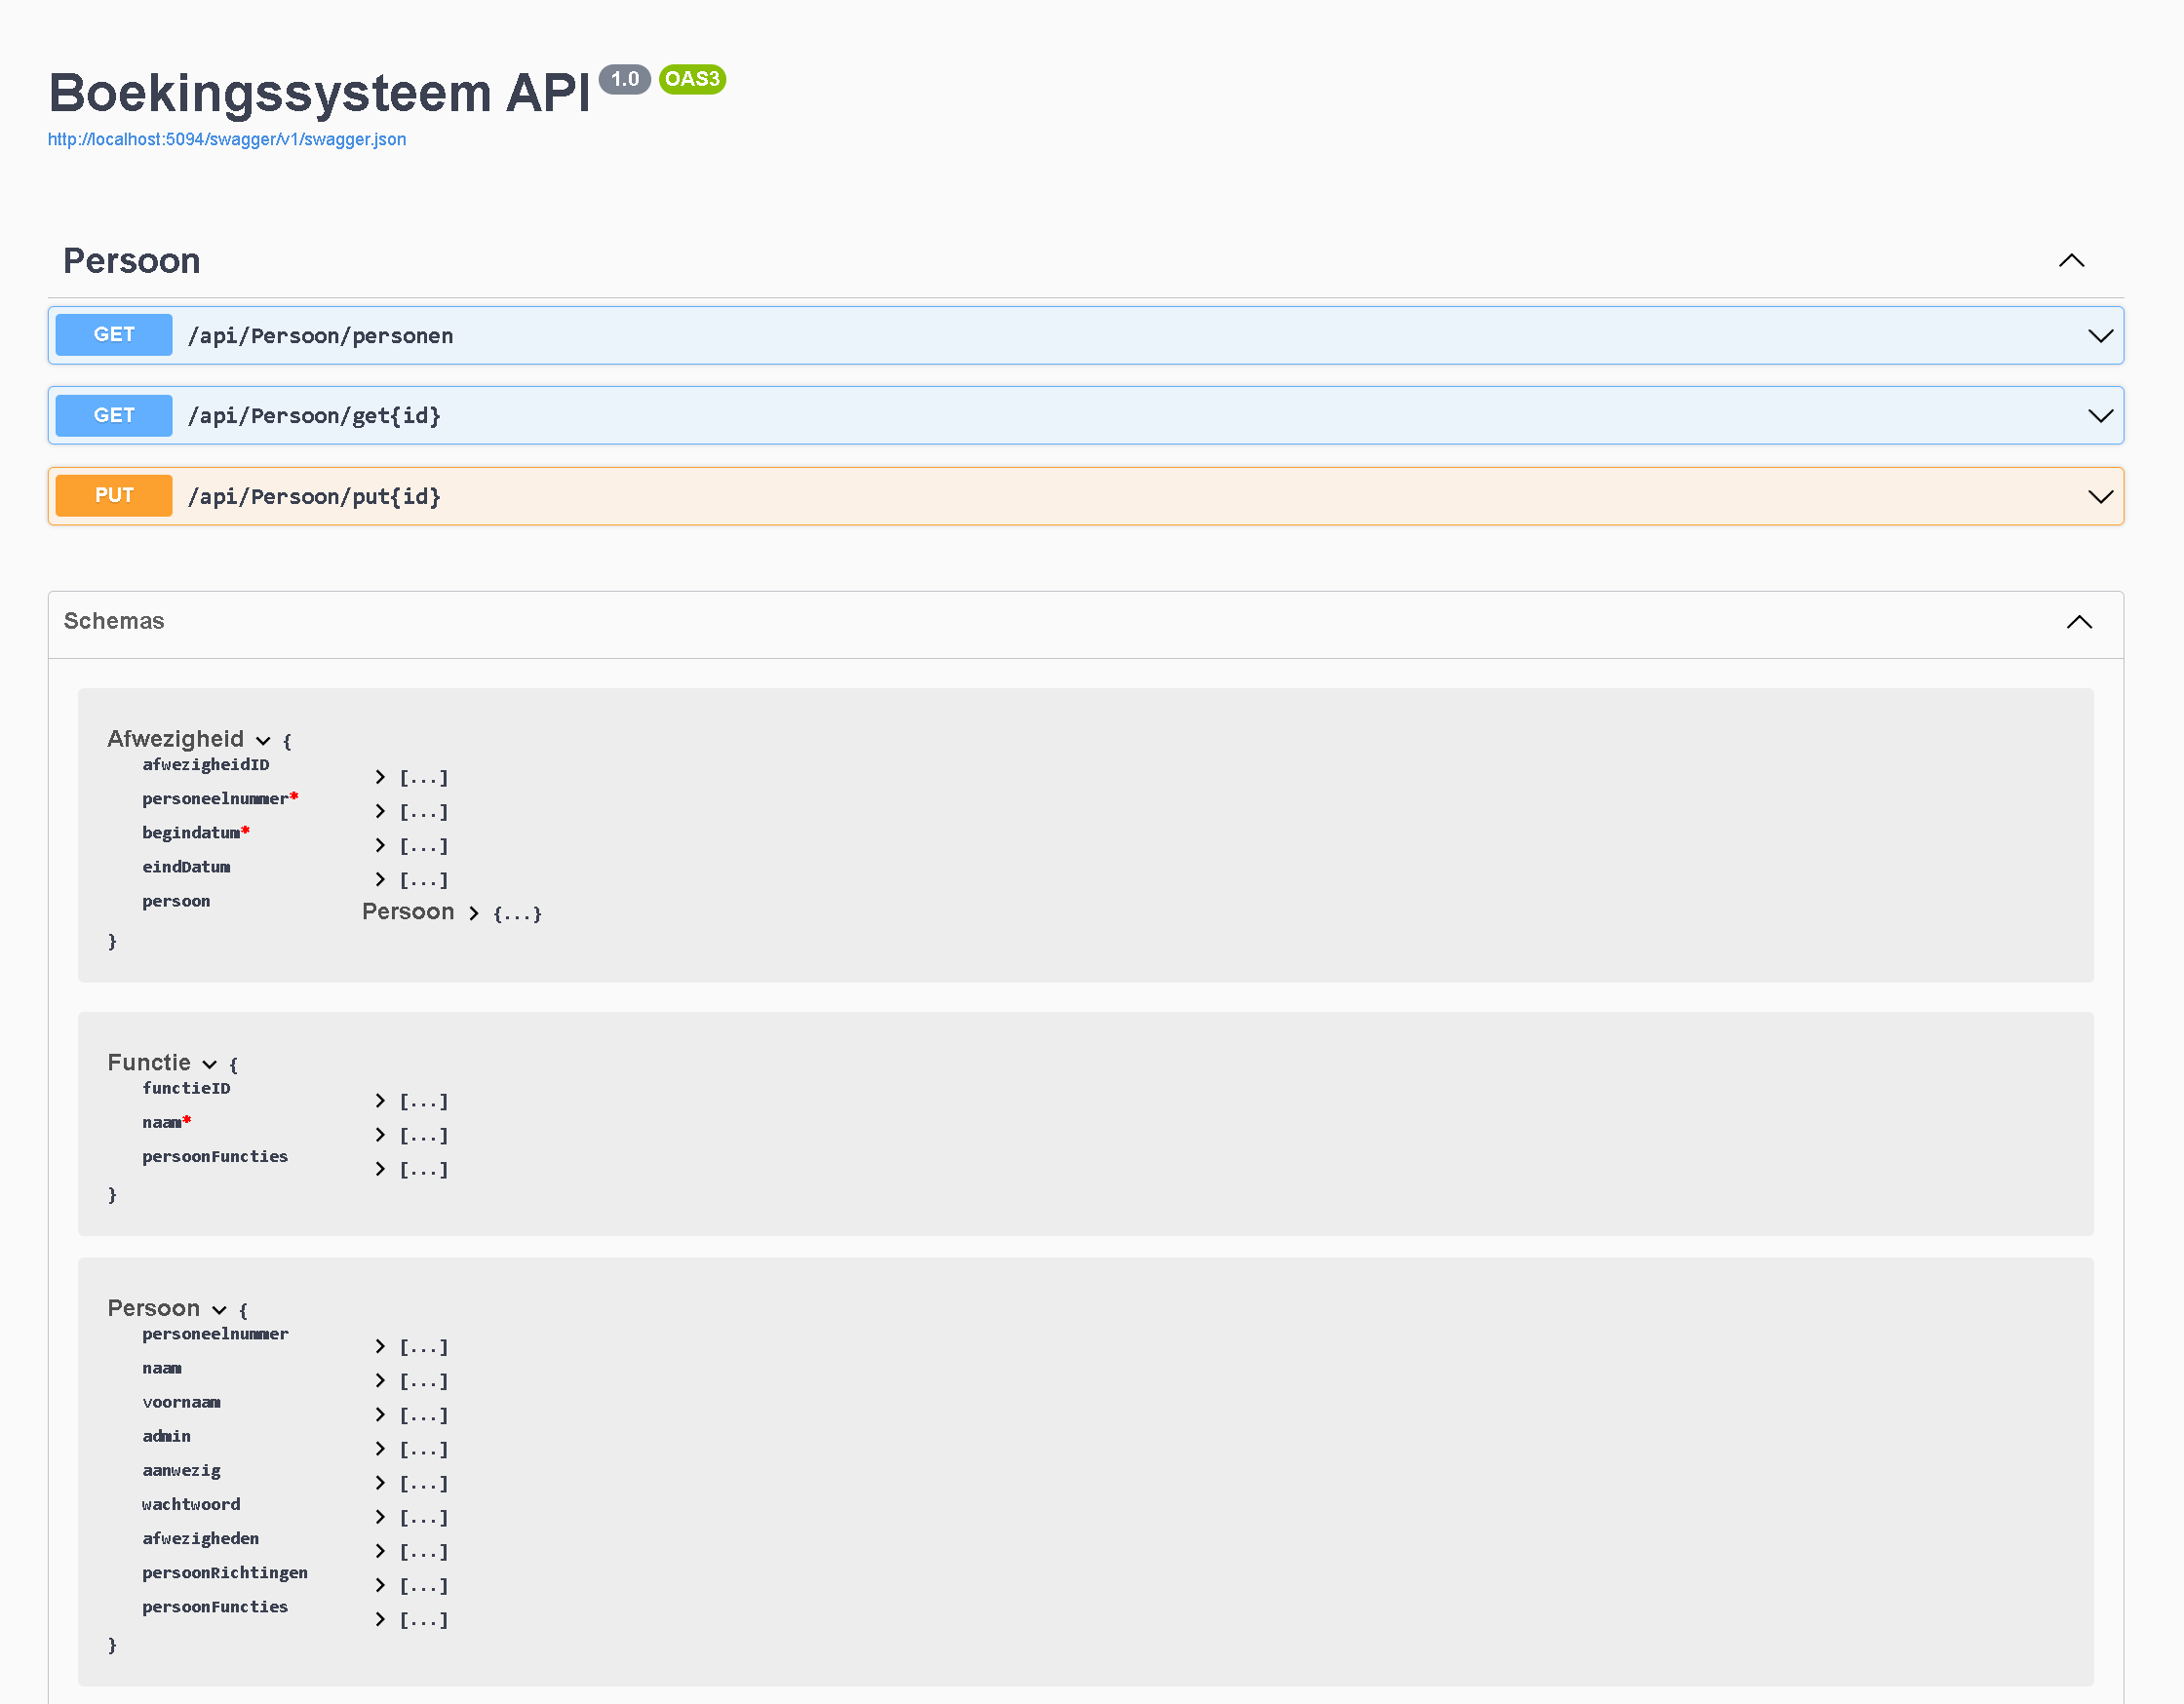 Boekingssysteem API 1.0 OAS3
http://localhost:5094/swagger/v1/swagger.json
Persoon
GET /api/Persoon/personen
GET /api/Persoon/get{id}
PUT /api/Persoon/put{id}
Schemas
Afwezigheid {
afwezigheidID [...]
personeelnummer* [...]
begindatum* [...]
eindDatum [...]
persoon Persoon {...}
}
Functie {
functieID [...]
naam* [...]
persoonFuncties [...]
}
Persoon {
personeelnummer [...]
naam [...]
voornaam [...]
admin [...]
aanwezig [...]
wachtwoord [...]
afwezigheden [...]
persoonRichtingen [...]
persoonFuncties [...]
}